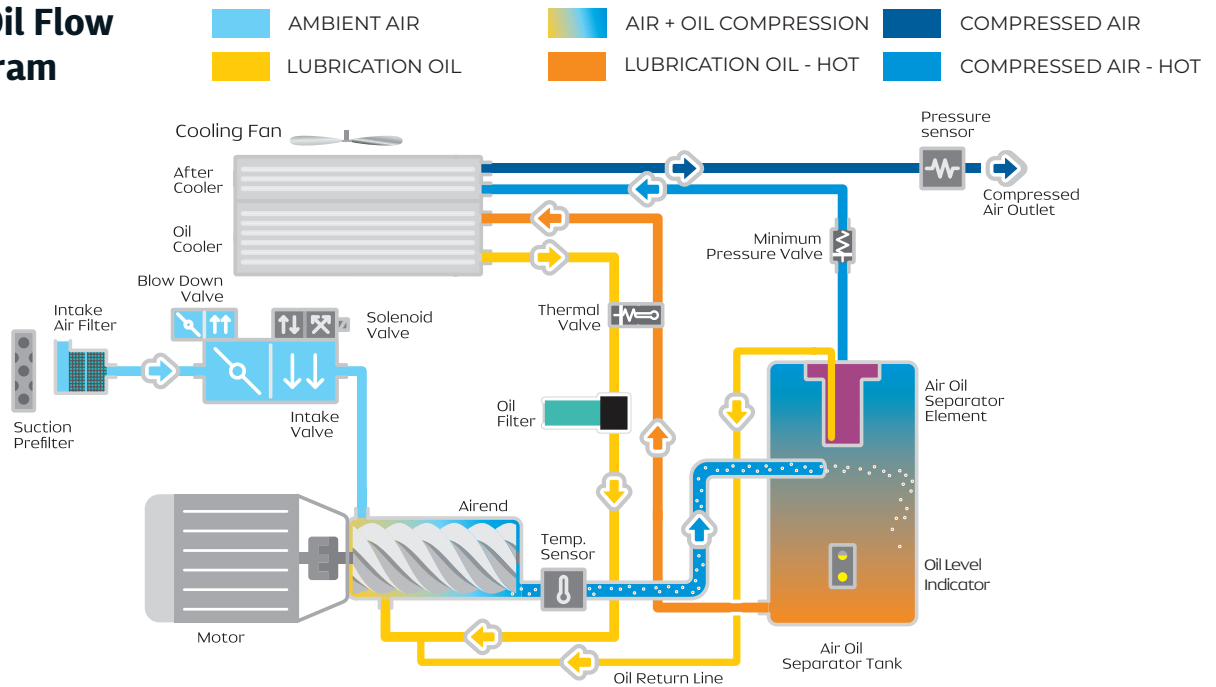 Oil Flow
ram
AMBIENT AIR
AIR + OIL COMPRESSION
COMPRESSED AIR
LUBRICATION OIL
LUBRICATION OIL - HOT
COMPRESSED AIR - HOT
Cooling Fan
Pressure
sensor
After
Cooler
Compressed
Air Outlet
Oil
Cooler
Minimum
Pressure Valve
Blow Down
Valve
Intake
Air Filter
Solenoid
Valve
Thermal
Valve
Suction
Prefilter
Intake
Valve
Oil
Filter
Air Oil
Separator
Element
Airend
Temp.
Sensor
Oil Level
Indicator
Motor
Air Oil
Separator Tank
Oil Return Line